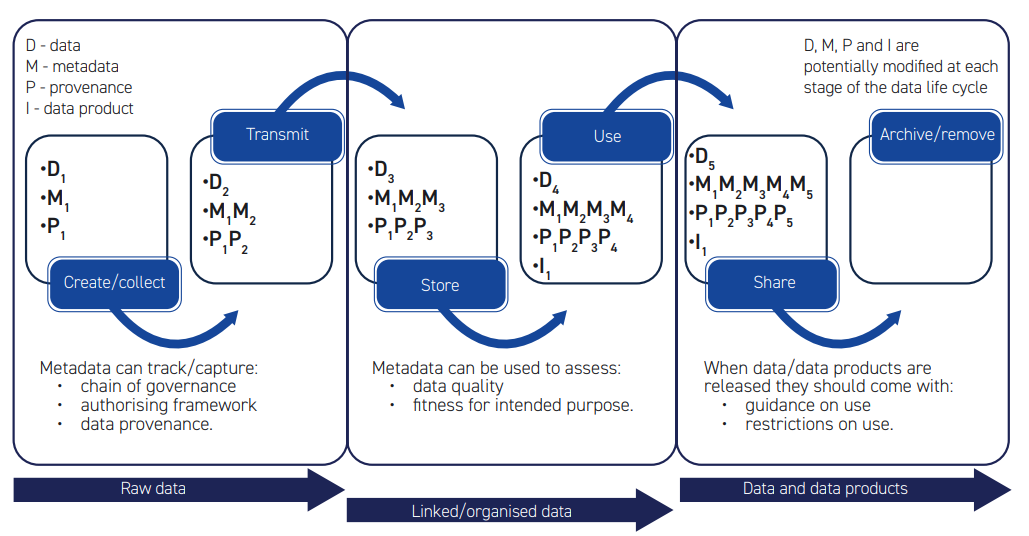 D - data
M - metadata
P - provenance
I - data product
D, M, P and I are
potentially modified at each
stage of the data life cycle
•D₁
•M₁
•P₁
Create/collect
Transmit
•D₂
•M₁M₂
•P₁P₂
•D₃
•M₁M₂M₃
•P₁P₂P₃
Store
Use
•D₄
•M₁M₂M₃M₄
•P₁P₂P₃P₄
•I₁
•D₅
•M₁M₂M₃M₄M₅
•P₁P₂P₃P₄P₅
•I₁
Share
Archive/remove
Metadata can track/capture:
• chain of governance
• authorising framework
• data provenance.
Metadata can be used to assess:
• data quality
• fitness for intended purpose.
When data/data products are
released they should come with:
• guidance on use
• restrictions on use.
Raw data
Linked/organised data
Data and data products